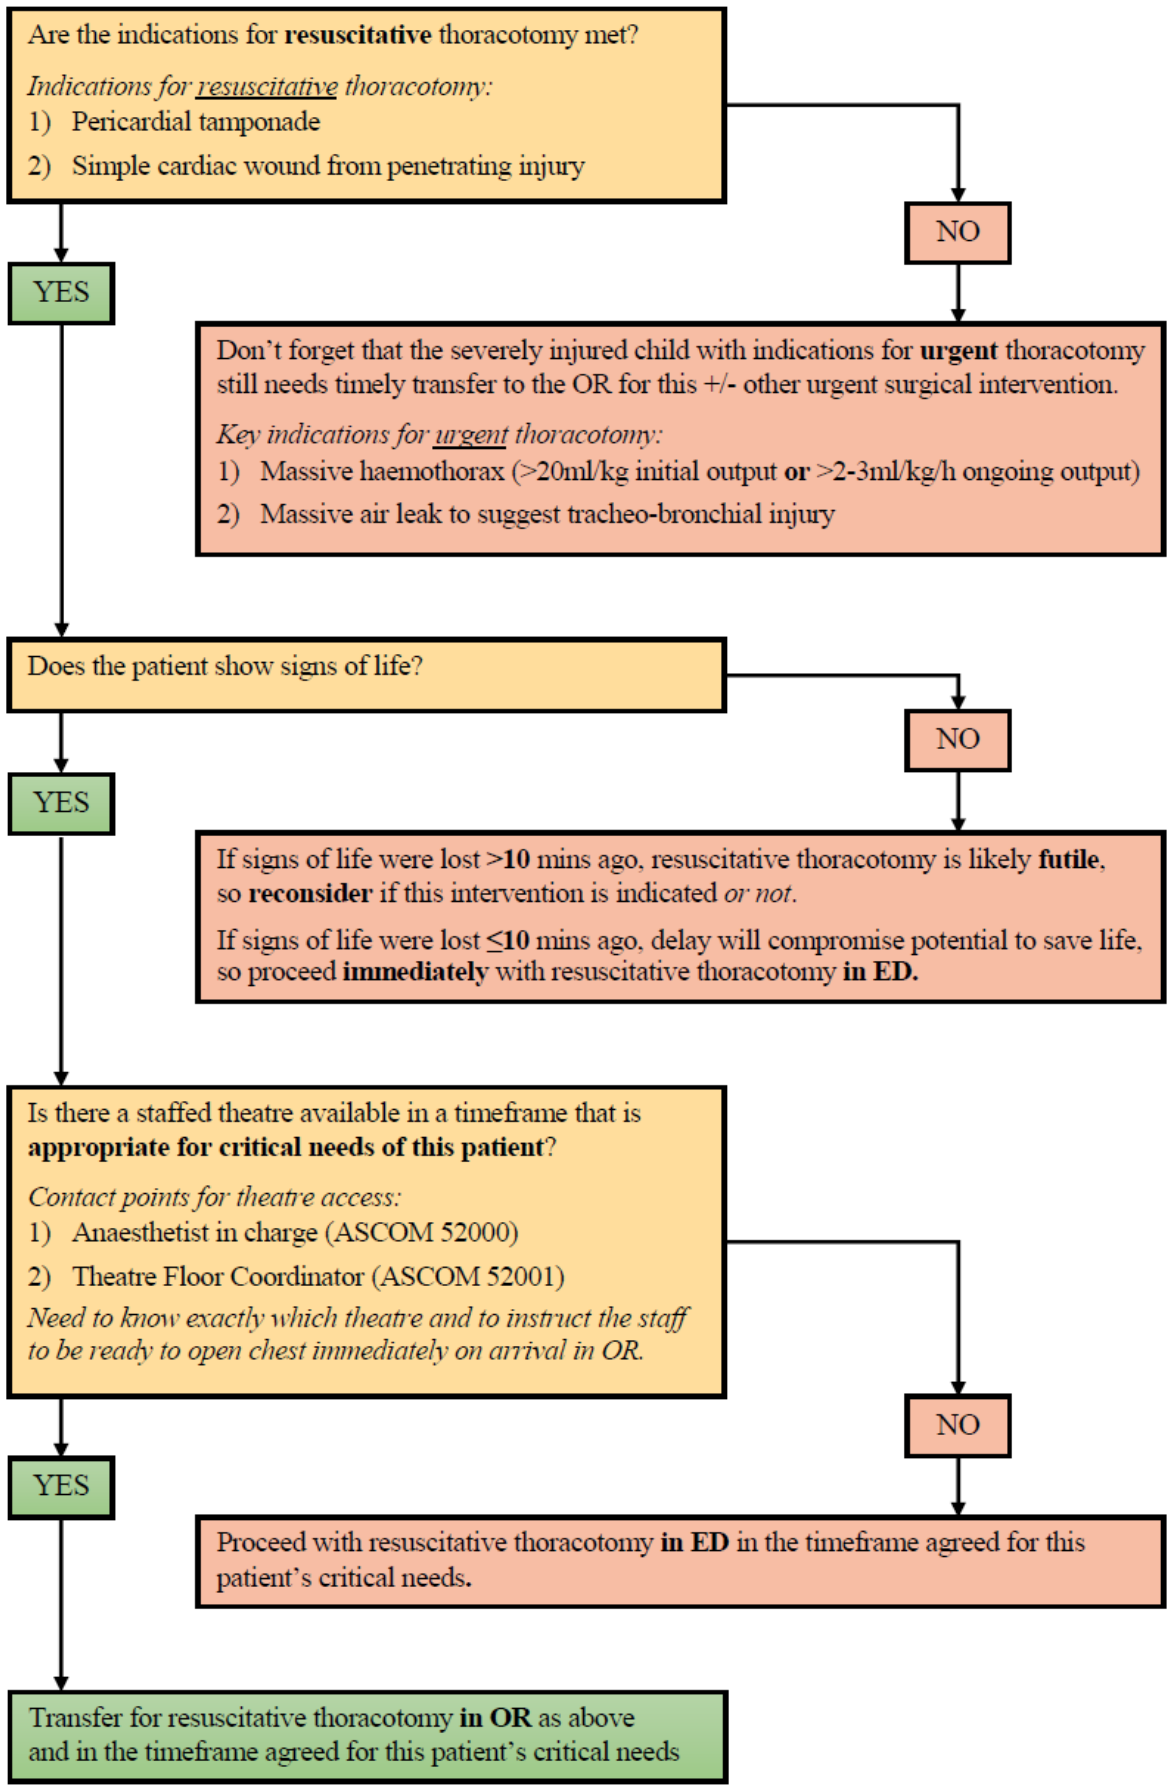 Are the indications for resuscitative thoracotomy met?
Indications for resuscitative thoracotomy:
1) Pericardial tamponade
2) Simple cardiac wound from penetrating injury
NO
YES
Don't forget that the severely injured child with indications for urgent thoracotomy
still needs timely transfer to the OR for this +/- other urgent surgical intervention.
Key indications for urgent thoracotomy:
1) Massive haemothorax (>20ml/kg initial output or >2-3ml/kg/h ongoing output)
2) Massive air leak to suggest tracheo-bronchial injury
Does the patient show signs of life?
NO
YES
If signs of life were lost >10 mins ago, resuscitative thoracotomy is likely futile,
so reconsider if this intervention is indicated or not.
If signs of life were lost ≤10 mins ago, delay will compromise potential to save life,
so proceed immediately with resuscitative thoracotomy in ED.
Is there a staffed theatre available in a timeframe that is
appropriate for critical needs of this patient?
Contact points for theatre access:
1) Anaesthetist in charge (ASCOM 52000)
2) Theatre Floor Coordinator (ASCOM 52001)
Need to know exactly which theatre and to instruct the staff
to be ready to open chest immediately on arrival in OR.
NO
YES
Proceed with resuscitative thoracotomy in ED in the timeframe agreed for this
patient's critical needs.
Transfer for resuscitative thoracotomy in OR as above
and in the timeframe agreed for this patient's critical needs